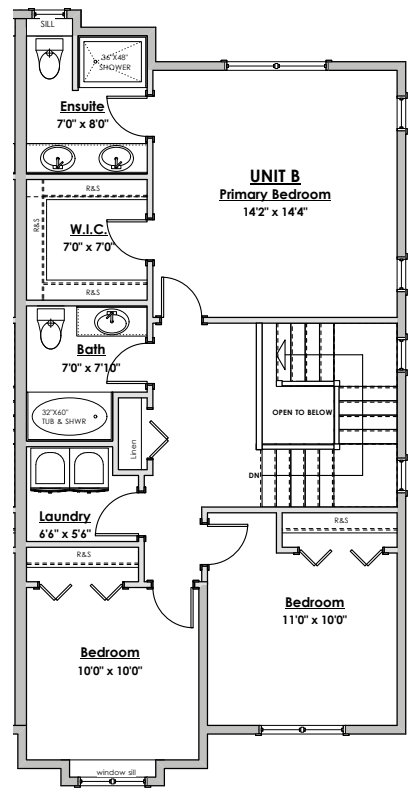 SILL
36"X48"
SHOWER
Ensuite
7'0" x 8'0"
UNIT B
Primary Bedroom
14'2" x 14'4"
R&S
R&S
W.I.C.
7'0" x 7'0"
R&S
Bath
7'0" x 7'10"
32"X60"
TUB & SHWR
Linen
OPEN TO BELOW
DN
Laundry
6'6" x 5'6"
R&S
R&S
Bedroom
11'0" x 10'0"
Bedroom
10'0" x 10'0"
window sill